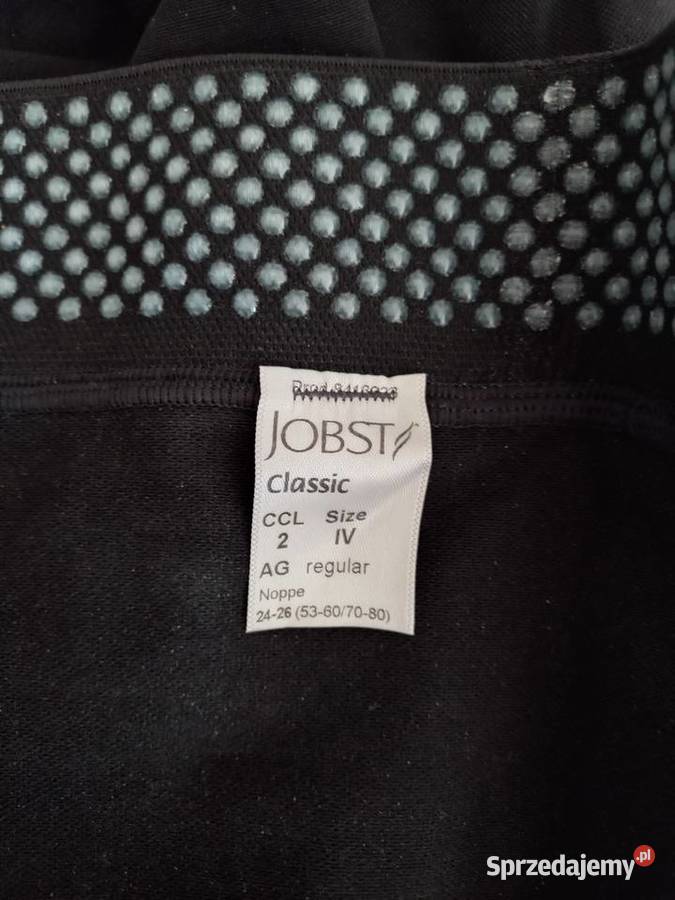 JOBST
Classic
CCL Size
2 IV
AG regular
Noppe
24-26 (53-60/70-80)
Sprzedajemy.pl